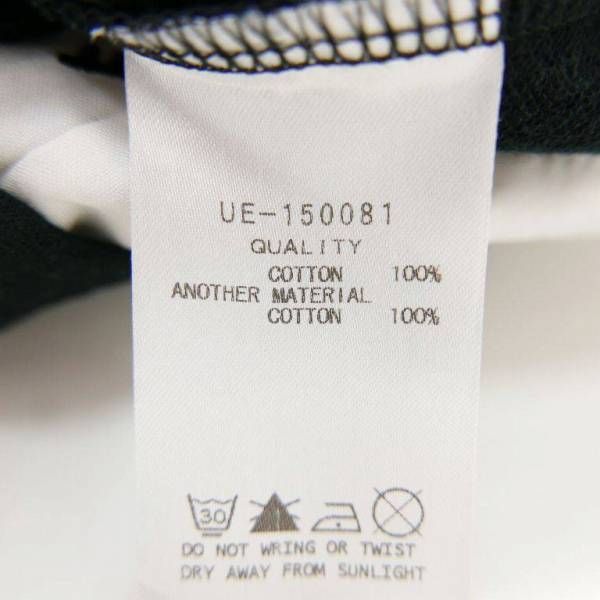 UE-150081
QUALITY
COTTON 100%
ANOTHER MATERIAL
COTTON 100%
30
DO NOT WRING OR TWIST
DRY AWAY FROM SUNLIGHT